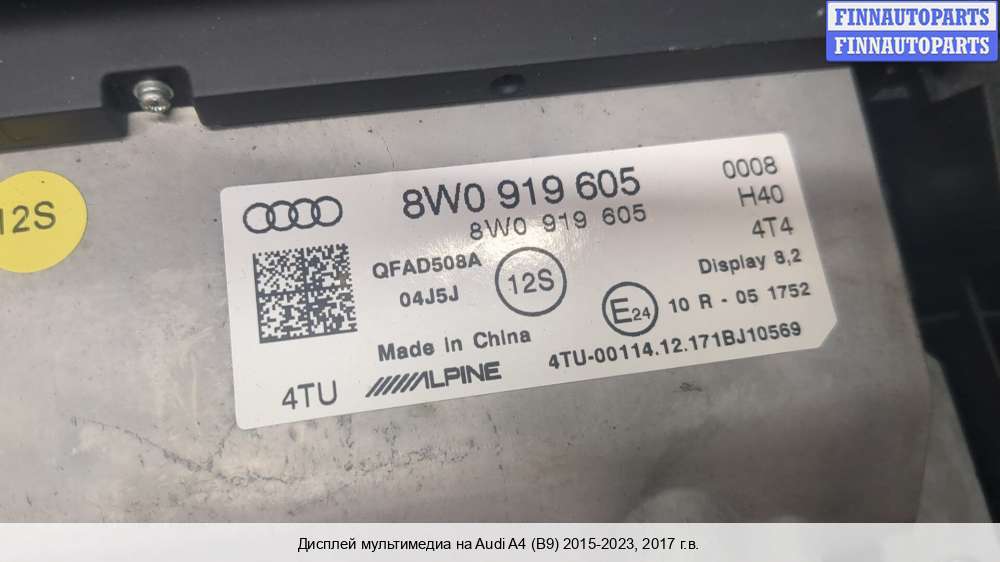 FINNAUTOPARTS
FINNAUTOPARTS
12S
8W0 919 605
8W0 919 605
0008
H40
4T4
QFAD508A
04J5J
12S
Display 8,2
E24
10 R - 05 1752
Made in China
4TU-00114.12.171BJ10569
4TU
ALPINE
Дисплей мультимедиа на Audi A4 (B9) 2015-2023, 2017 г.в.